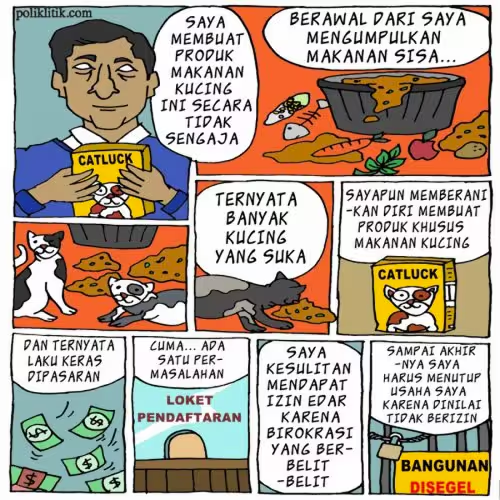 poliklitik.com
SAYA
MEMBUAT
PRODUK
MAKANAN
KUCING
INI SECARA
TIDAK
SENGAJA
CATLUCK
BERAWAL DARI SAYA
MENGUMPULKAN
MAKANAN SISA...
TERNYATA
BANYAK
KUCING
YANG SUKA
SAYAPUN MEMBERANI
-KAN DIRI MEMBUAT
PRODUK KHUSUS
MAKANAN KUCING
CATLUCK
DAN TERNYATA
LAKU KERAS
DIPASARAN
$
$
CUMA... ADA
SATU PER-
MASALAHAN
LOKET
PENDAFTARAN
SAYA
KESULITAN
MENDAPAT
IZIN EDAR
KARENA
BIROKRASI
YANG BER-
BELIT
-BELIT
SAMPAI AKHIR
-NYA SAYA
HARUS MENUTUP
USAHA SAYA
KARENA DINILAI
TIDAK BERIZIN
BANGUNAN
DISEGEL